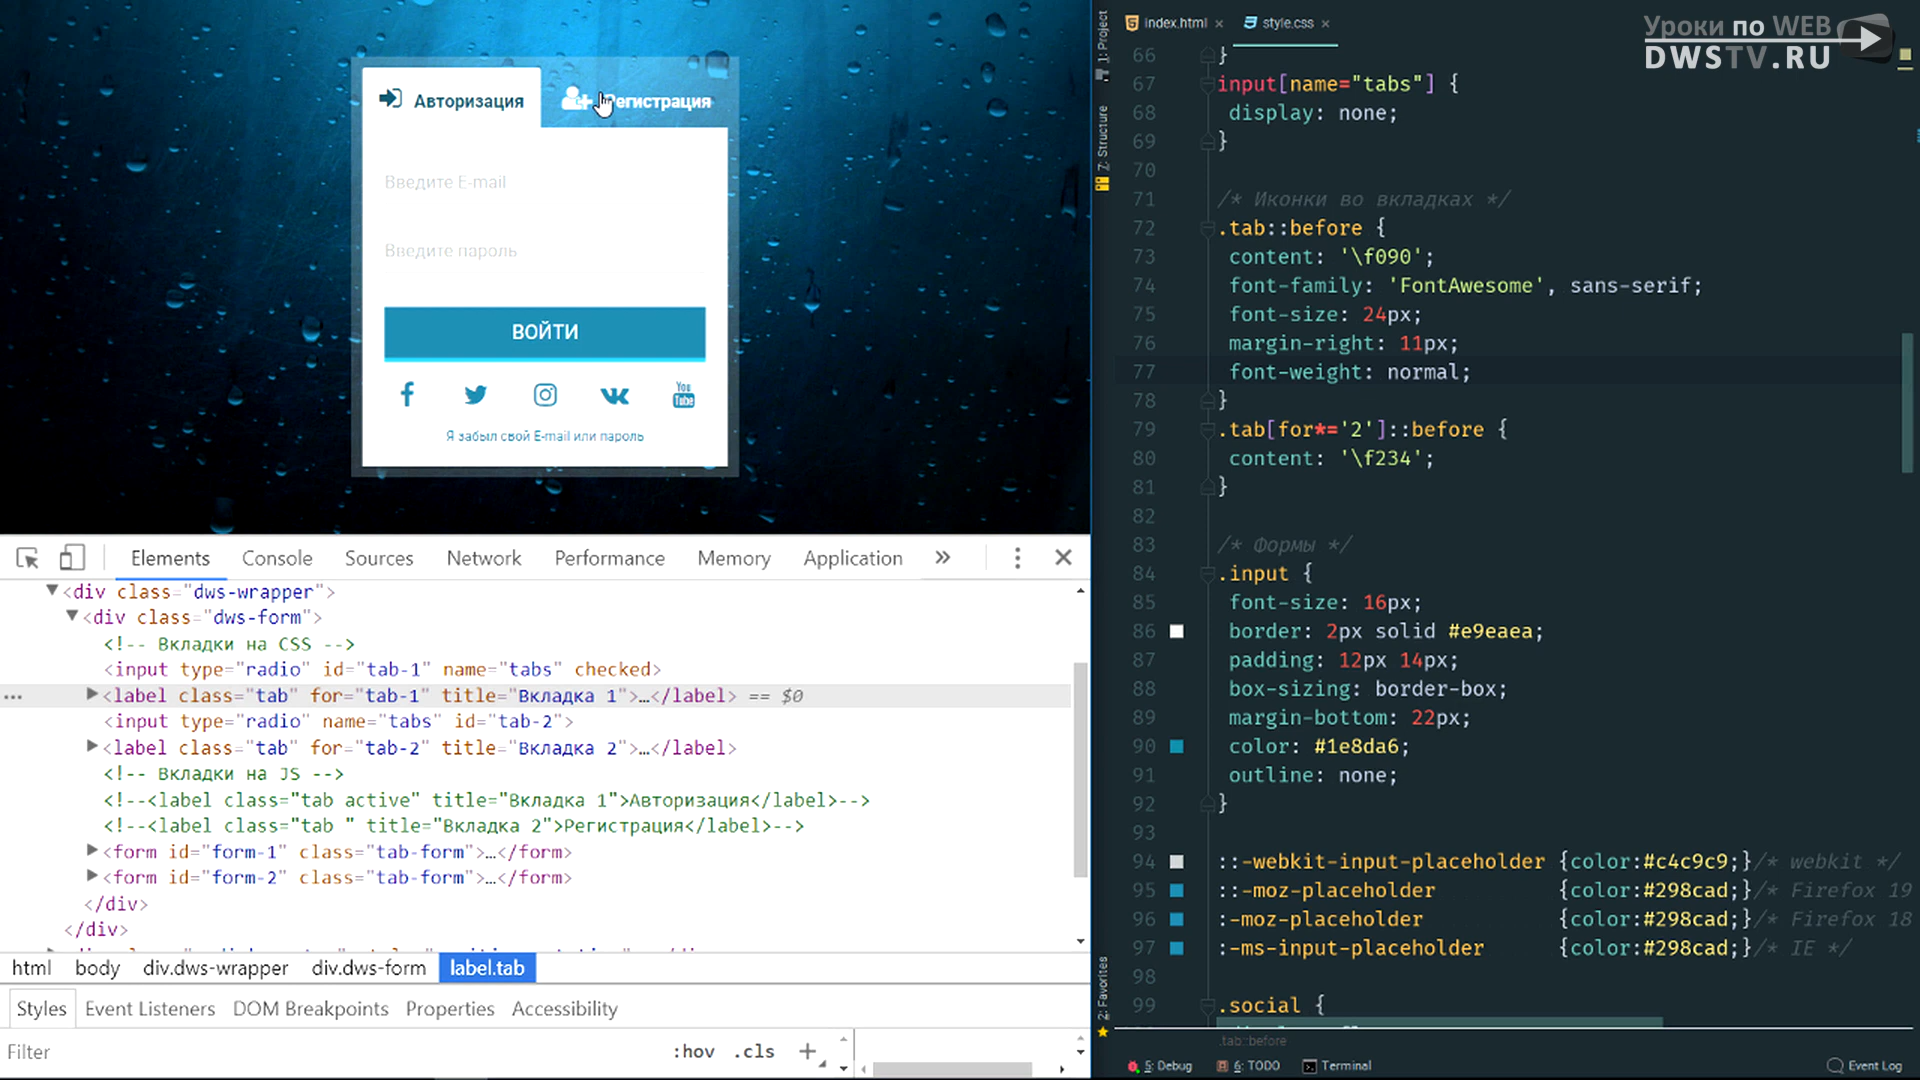 Авторизация
Регистрация
Введите E-mail
Введите пароль
ВОЙТИ
You
Tube
Я забыл свой E-mail или пароль
Elements Console Sources Network Performance Memory Application »
<div class="dws-wrapper">
<div class="dws-form">
<!-- Вкладки на CSS -->
<input type="radio" id="tab-1" name="tabs" checked>
<label class="tab" for="tab-1" title="Вкладка 1">…</label> == $0
<input type="radio" name="tabs" id="tab-2">
<label class="tab" for="tab-2" title="Вкладка 2">…</label>
<!-- Вкладки на JS -->
<!--<label class="tab active" title="Вкладка 1">Авторизация</label>-->
<!--<label class="tab " title="Вкладка 2">Регистрация</label>-->
<form id="form-1" class="tab-form">…</form>
<form id="form-2" class="tab-form">…</form>
</div>
</div>
html body div.dws-wrapper div.dws-form label.tab
Styles Event Listeners DOM Breakpoints Properties Accessibility
Filter :hov .cls +
1: Project
7: Structure
2: Favorites
index.html × style.css ×
Уроки по WEB
DWSTV.RU
66 }
67 input[name="tabs"] {
68 display: none;
69 }
70
71 /* Иконки во вкладках */
72 .tab::before {
73 content: '\f090';
74 font-family: 'FontAwesome', sans-serif;
75 font-size: 24px;
76 margin-right: 11px;
77 font-weight: normal;
78 }
79 .tab[for*='2']::before {
80 content: '\f234';
81 }
82
83 /* Формы */
84 .input {
85 font-size: 16px;
86 border: 2px solid #e9eaea;
87 padding: 12px 14px;
88 box-sizing: border-box;
89 margin-bottom: 22px;
90 color: #1e8da6;
91 outline: none;
92 }
93
94 ::-webkit-input-placeholder {color:#c4c9c9;}/* webkit */
95 ::-moz-placeholder {color:#298cad;}/* Firefox 19
96 :-moz-placeholder {color:#298cad;}/* Firefox 18
97 :-ms-input-placeholder {color:#298cad;}/* IE */
98
99 .social {
.tab::before
5: Debug 6: TODO Terminal Event Log